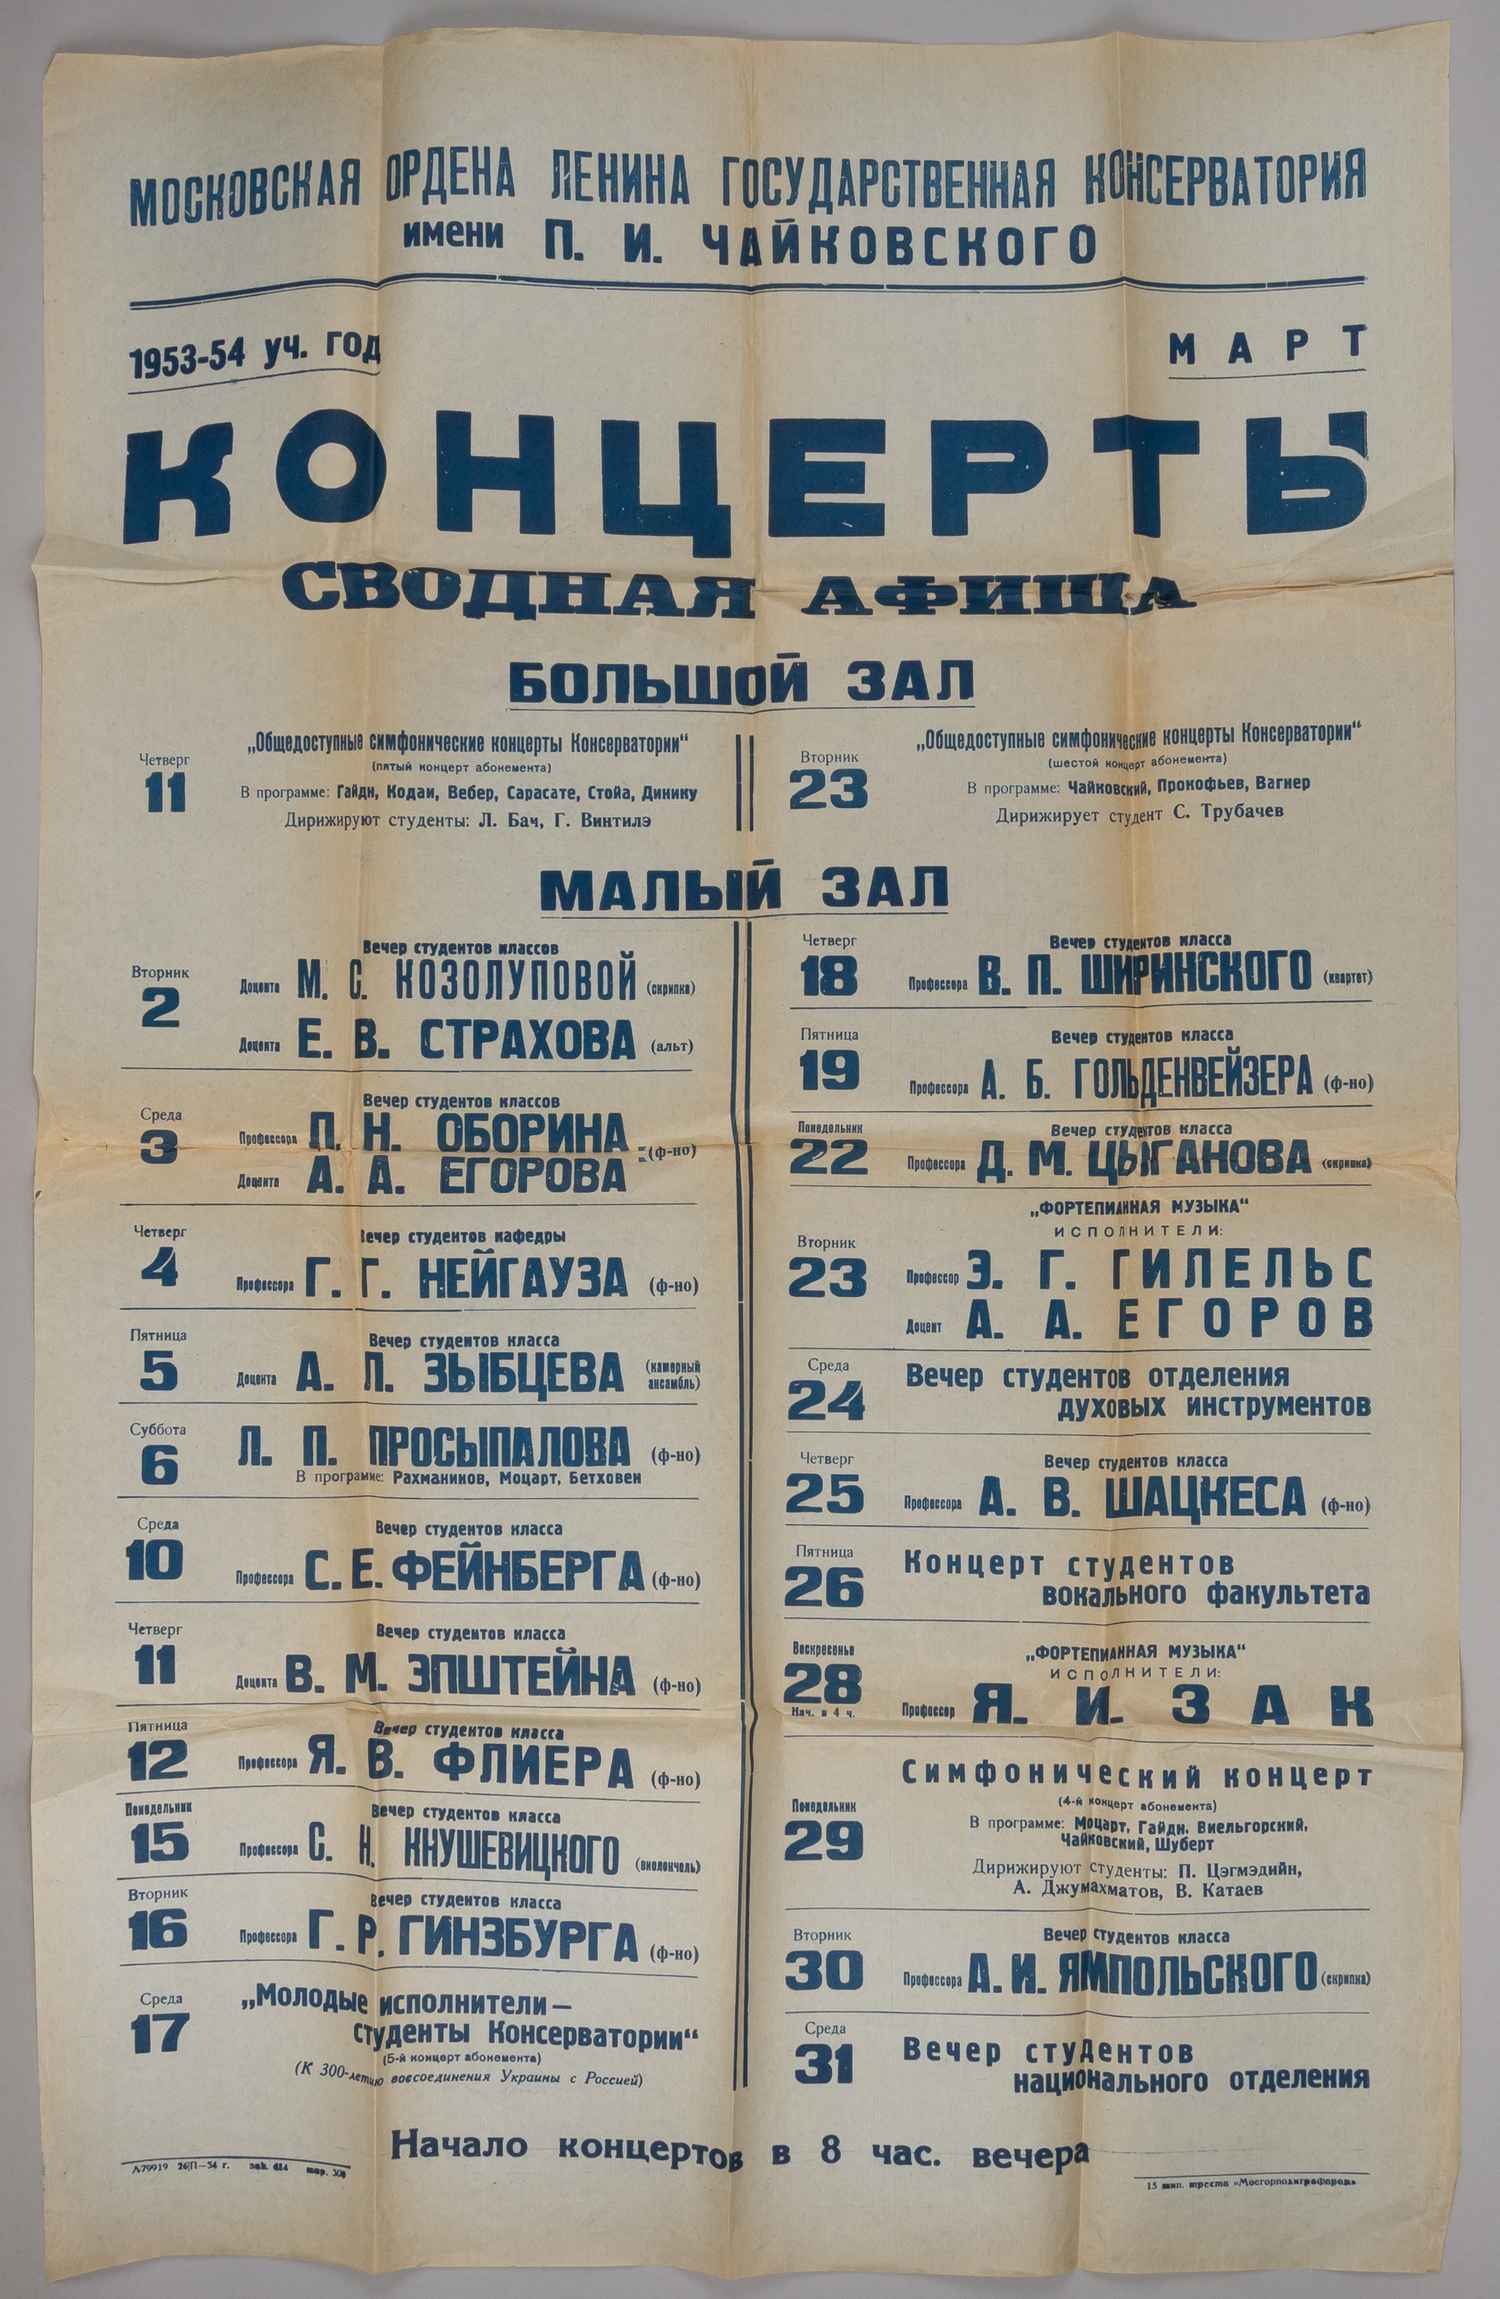 МОСКОВСКАЯ ОРДЕНА ЛЕНИНА ГОСУДАРСТВЕННАЯ КОНСЕРВАТОРИЯ
имени П. И. ЧАЙКОВСКОГО
1953-54 уч. год
МАРТ
КОНЦЕРТЫ
СВОДНАЯ АФИША
БОЛЬШОЙ ЗАЛ
Четверг
11
„Общедоступные симфонические концерты Консерватории“
(пятый концерт абонемента)
В программе: Гайдн, Кодаи, Вебер, Сарасате, Стойа, Динику
Дирижируют студенты: Л. Бач, Г. Винтилэ
Вторник
23
„Общедоступные симфонические концерты Консерватории“
(шестой концерт абонемента)
В программе: Чайковский, Прокофьев, Вагнер
Дирижирует студент С. Трубачев
МАЛЫЙ ЗАЛ
Вторник
2
Вечер студентов классов
Доцента М. С. КОЗОЛУПОВОЙ (скрипка)
Доцента Е. В. СТРАХОВА (альт)
Среда
3
Вечер студентов классов
Профессора Л. Н. ОБОРИНА
Доцента А. А. ЕГОРОВА
(ф-но)
Четверг
4
Вечер студентов кафедры
Профессора Г. Г. НЕЙГАУЗА (ф-но)
Пятница
5
Вечер студентов класса
Доцента А. Л. ЗЫБЦЕВА (камерный
ансамбль)
Суббота
6
Л. П. ПРОСЫПАЛОВА (ф-но)
В программе: Рахманинов, Моцарт, Бетховен
Среда
10
Вечер студентов класса
Профессора С. Е. ФЕЙНБЕРГА (ф-но)
Четверг
11
Вечер студентов класса
Доцента В. М. ЭПШТЕЙНА (ф-но)
Пятница
12
Вечер студентов класса
Профессора Я. В. ФЛИЕРА (ф-но)
Понедельник
15
Вечер студентов класса
Профессора С. Н. КНУШЕВИЦКОГО (виолончель)
Вторник
16
Вечер студентов класса
Профессора Г. Р. ГИНЗБУРГА (ф-но)
Среда
17
„Молодые исполнители—
студенты Консерватории“
(5-й концерт абонемента)
(К 300-летию воссоединения Украины с Россией)
Четверг
18
Вечер студентов класса
Профессора В. П. ШИРИНСКОГО (квартет)
Пятница
19
Вечер студентов класса
Профессора А. Б. ГОЛЬДЕНВЕЙЗЕРА (ф-но)
Понедельник
22
Вечер студентов класса
Профессора Д. М. ЦЫГАНОВА (скрипка)
Вторник
23
„ФОРТЕПИАННАЯ МУЗЫКА“
ИСПОЛНИТЕЛИ:
Профессор Э. Г. ГИЛЕЛЬС
Доцент А. А. ЕГОРОВ
Среда
24
Вечер студентов отделения
духовых инструментов
Четверг
25
Вечер студентов класса
Профессора А. В. ШАЦКЕСА (ф-но)
Пятница
26
Концерт студентов
вокального факультета
Воскресенье
28
Нач. в 4 ч.
„ФОРТЕПИАННАЯ МУЗЫКА“
ИСПОЛНИТЕЛИ:
Профессор Я. И. ЗАК
Понедельник
29
Симфонический концерт
(4-й концерт абонемента)
В программе: Моцарт, Гайдн, Виельгорский,
Чайковский, Шуберт
Дирижируют студенты: П. Цэгмэдийн,
А. Джумахматов, В. Катаев
Вторник
30
Вечер студентов класса
Профессора А. И. ЯМПОЛЬСКОГО (скрипка)
Среда
31
Вечер студентов
национального отделения
Начало концертов в 8 час. вечера
Л79919 26/II—54 г. зак. 614 тир. 300
15 тип. треста «Мосгорполиграфпром»